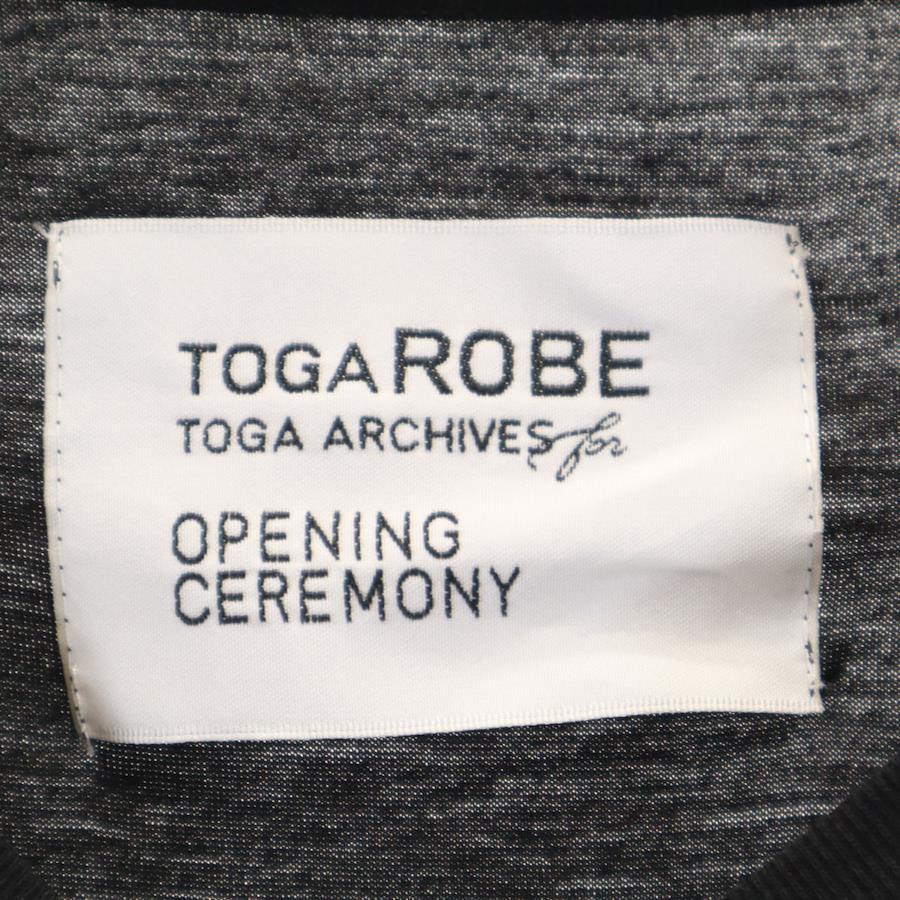 TOGA ROBE
TOGA ARCHIVES for
OPENING
CEREMONY